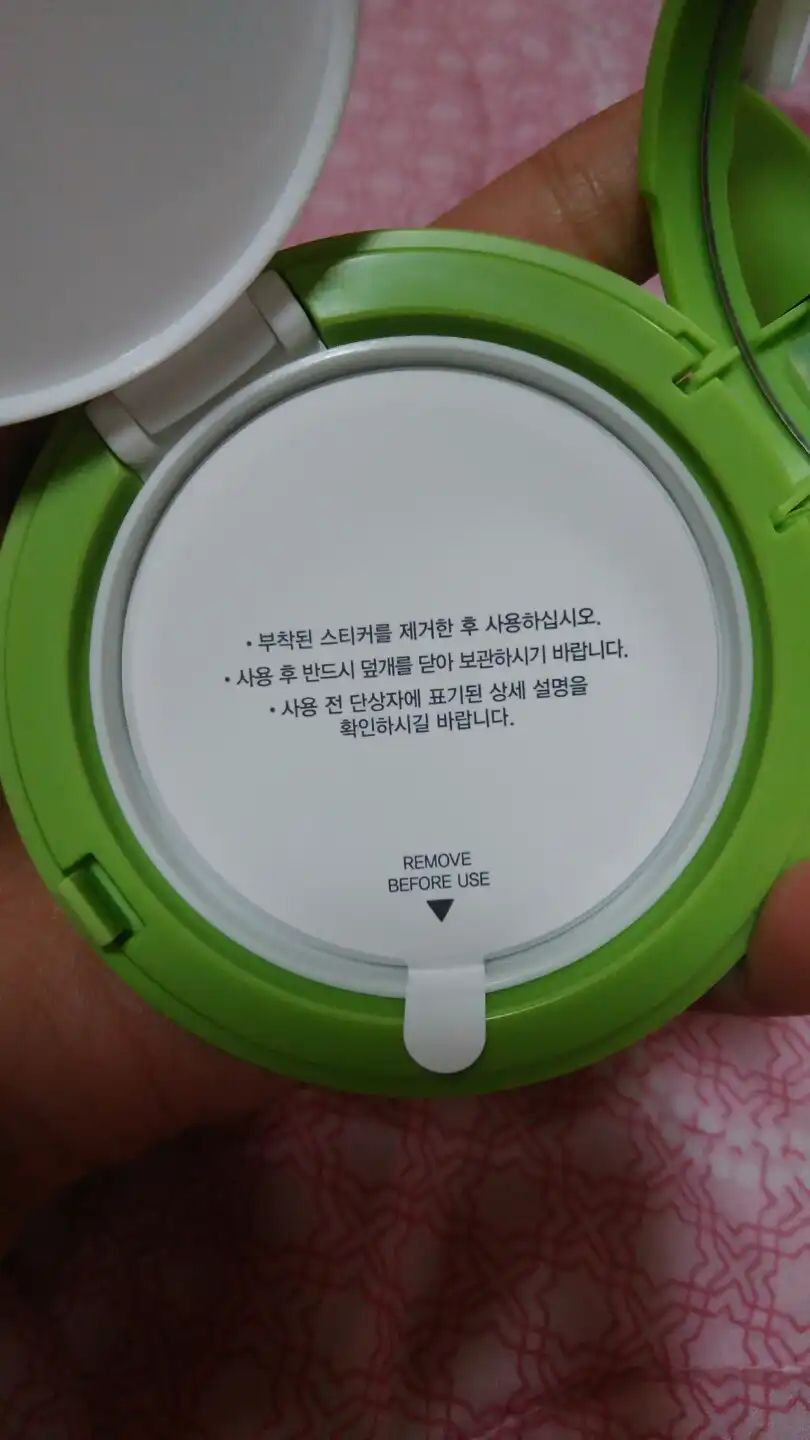 • 부착된 스티커를 제거한 후 사용하십시오.
• 사용 후 반드시 덮개를 닫아 보관하시기 바랍니다.
• 사용 전 단상자에 표기된 상세 설명을
확인하시길 바랍니다.
REMOVE
BEFORE USE